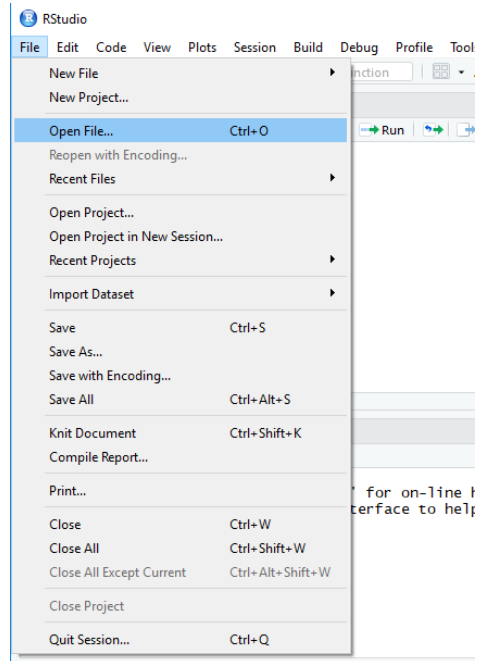 RStudio
File Edit Code View Plots Session Build Debug Profile Tool
New File
New Project...
Open File... Ctrl+O
Run
Reopen with Encoding...
Recent Files
Open Project...
Open Project in New Session...
Recent Projects
Import Dataset
Save Ctrl+S
Save As...
Save with Encoding...
Save All Ctrl+Alt+S
Knit Document Ctrl+Shift+K
Compile Report...
Print...
' for on-line h
terface to help
Close Ctrl+W
Close All Ctrl+Shift+W
Close All Except Current Ctrl+Alt+Shift+W
Close Project
Quit Session... Ctrl+Q